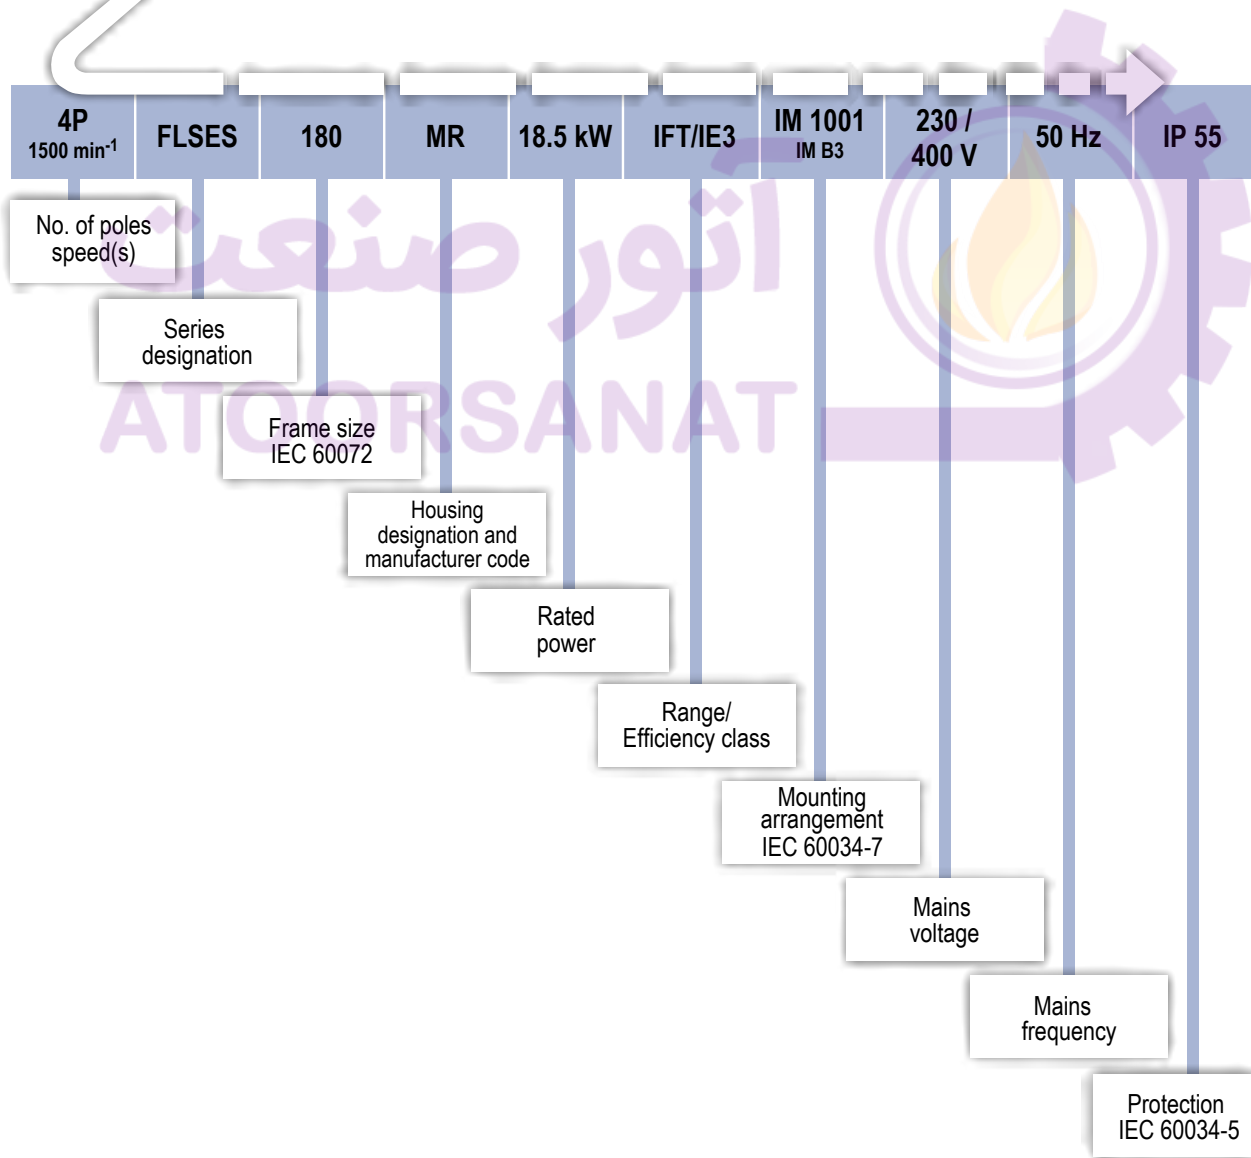 4P
1500 min-1
FLSES
180
MR
18.5 kW
IFT/IE3
IM 1001
IM B3
230 /
400 V
50 Hz
IP 55
No. of poles
speed(s)
Series
designation
Frame size
IEC 60072
Housing
designation and
manufacturer code
Rated
power
Range/
Efficiency class
Mounting
arrangement
IEC 60034-7
Mains
voltage
Mains
frequency
Protection
IEC 60034-5
آتور صنعت
ATOORSANAT